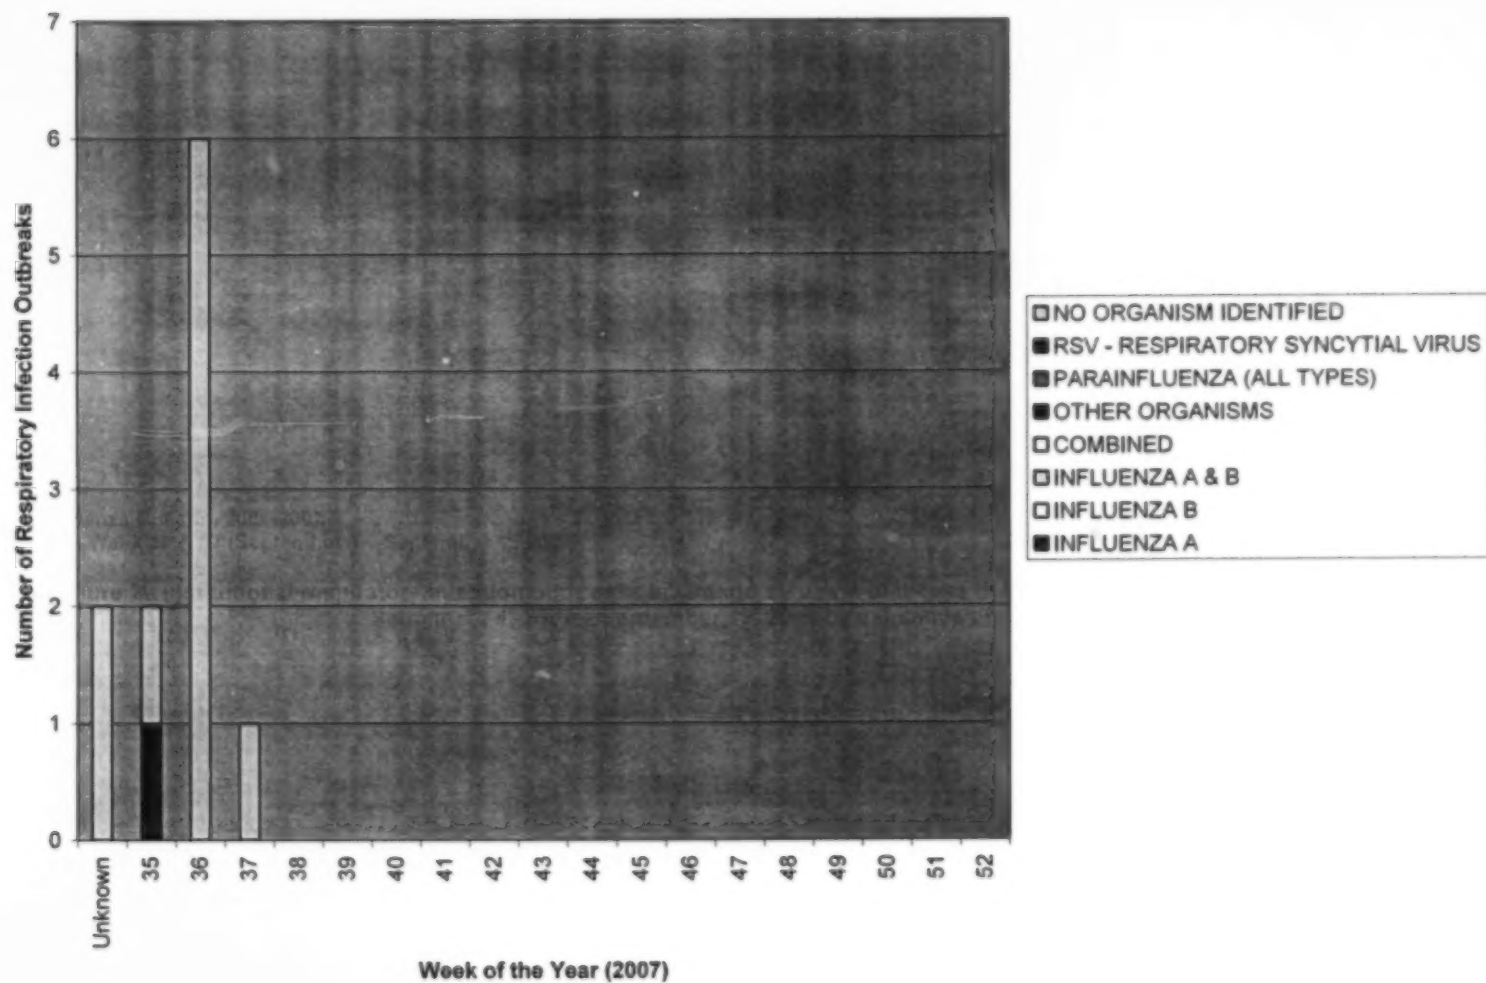 Number of Respiratory Infection Outbreaks
7
6
5
4
3
2
1
0
Unknown
35
36
37
38
39
40
41
42
43
44
45
46
47
48
49
50
51
52
Week of the Year (2007)
NO ORGANISM IDENTIFIED
RSV - RESPIRATORY SYNCYTIAL VIRUS
PARAINFLUENZA (ALL TYPES)
OTHER ORGANISMS
COMBINED
INFLUENZA A & B
INFLUENZA B
INFLUENZA A